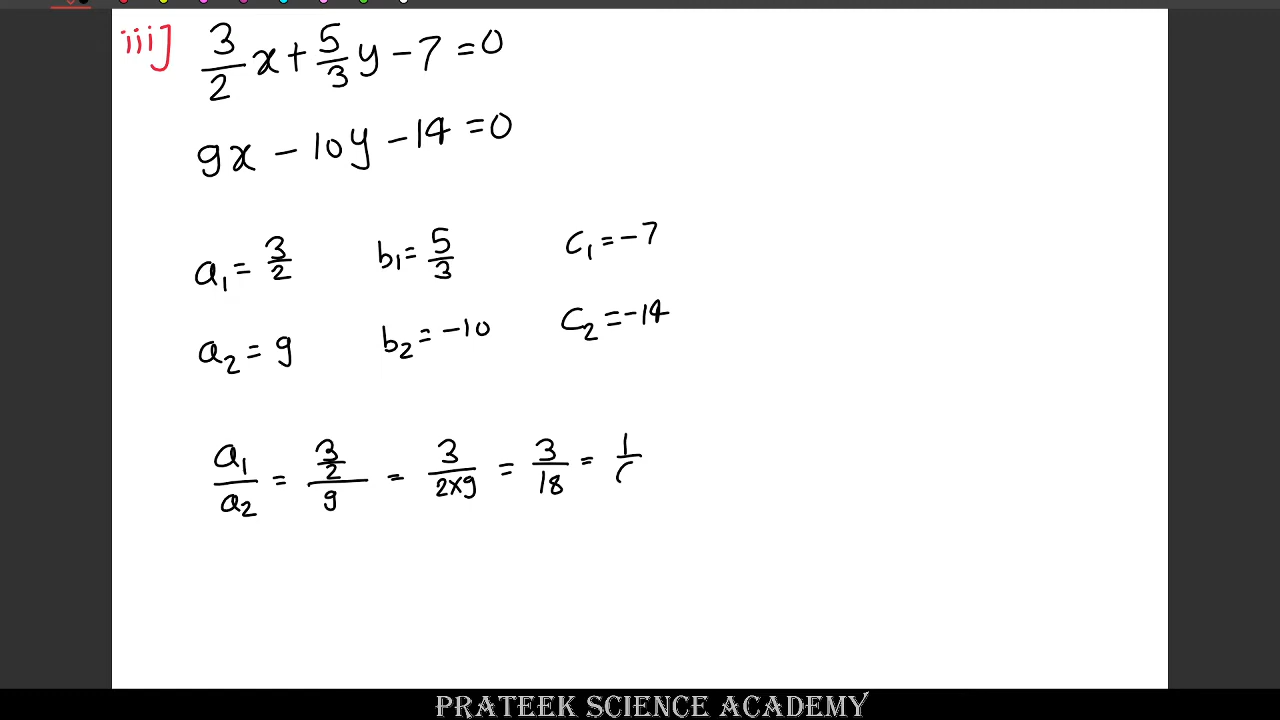 iii] 3/2 x + 5/3 y - 7 = 0
9x - 10y - 14 = 0
a₁ = 3/2 b₁ = 5/3 c₁ = -7
a₂ = 9 b₂ = -10 c₂ = -14
a₁/a₂ = (3/2)/9 = 3/(2×9) = 3/18 = 1/
PRATEEK SCIENCE ACADEMY